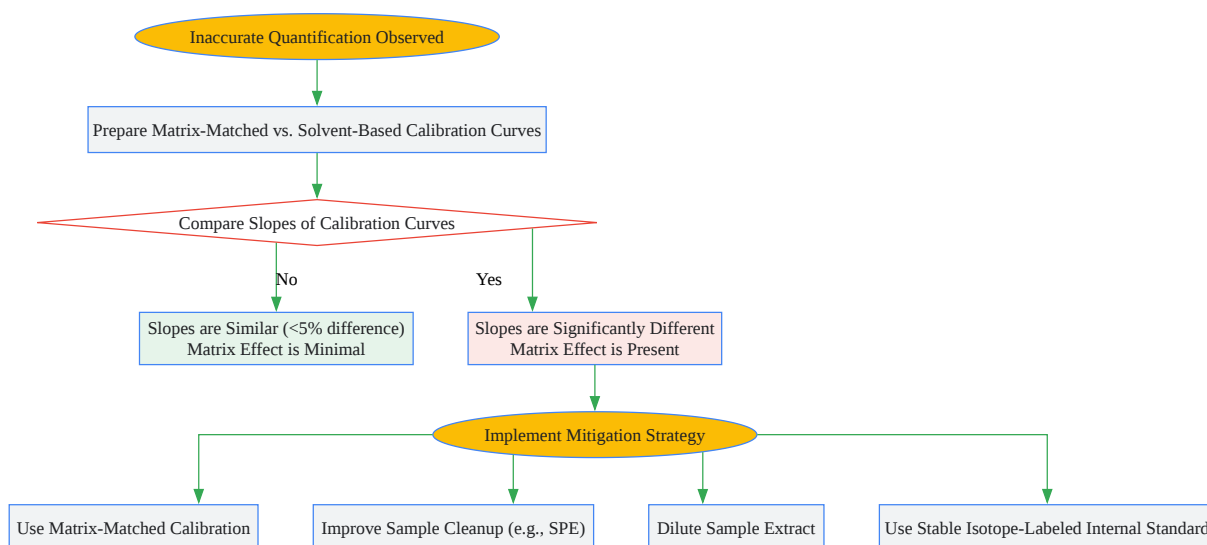 Inaccurate Quantification Observed
Prepare Matrix-Matched vs. Solvent-Based Calibration Curves
Compare Slopes of Calibration Curves
No
Yes
Slopes are Similar (<5% difference)
Matrix Effect is Minimal
Slopes are Significantly Different
Matrix Effect is Present
Implement Mitigation Strategy
Use Matrix-Matched Calibration
Improve Sample Cleanup (e.g., SPE)
Dilute Sample Extract
Use Stable Isotope-Labeled Internal Standard